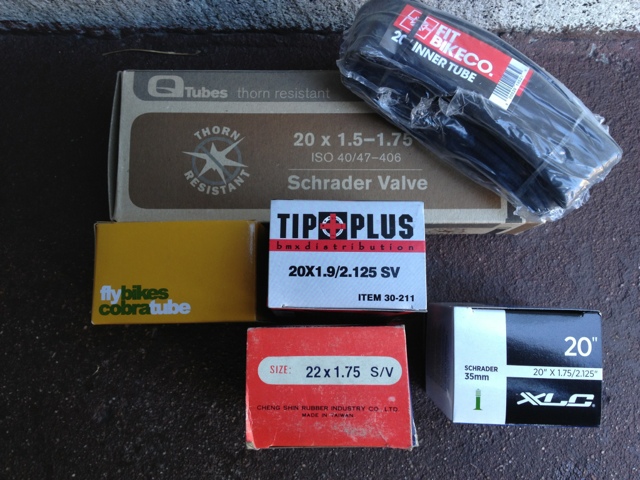 FIT
BIKECO.
20" INNER TUBE
Q Tubes thorn resistant
THORN
RESISTANT
20 x 1.5–1.75
ISO 40/47–406
Schrader Valve
flybikes
cobratube
TIP PLUS
bmxdistribution
20X1.9/2.125 SV
ITEM 30-211
SIZE: 22 x 1.75 S/V
CHENG SHIN RUBBER INDUSTRY CO., LTD.
MADE IN TAIWAN
20"
SCHRADER
35mm
20" X 1.75/2.125"
XLC